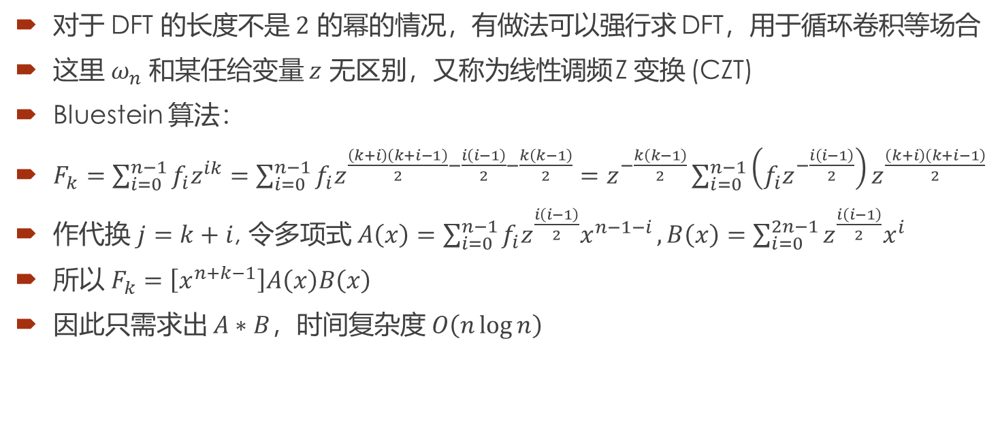 对于 DFT 的长度不是 2 的幂的情况，有做法可以强行求 DFT，用于循环卷积等场合
这里 $\omega_n$ 和某任给变量 $z$ 无区别，又称为线性调频Z 变换 (CZT)
Bluestein 算法：
$F_k = \sum_{i=0}^{n-1} f_i z^{ik} = \sum_{i=0}^{n-1} f_i z^{\frac{(k+i)(k+i-1)}{2} - \frac{i(i-1)}{2} - \frac{k(k-1)}{2}} = z^{-\frac{k(k-1)}{2}} \sum_{i=0}^{n-1} \left( f_i z^{-\frac{i(i-1)}{2}} \right) z^{\frac{(k+i)(k+i-1)}{2}}$
作代换 $j = k + i$, 令多项式 $A(x) = \sum_{i=0}^{n-1} f_i z^{\frac{i(i-1)}{2}} x^{n-1-i}, B(x) = \sum_{i=0}^{2n-1} z^{\frac{i(i-1)}{2}} x^i$
所以 $F_k = [x^{n+k-1}]A(x)B(x)$
因此只需求出 $A * B$，时间复杂度 $O(n \log n)$